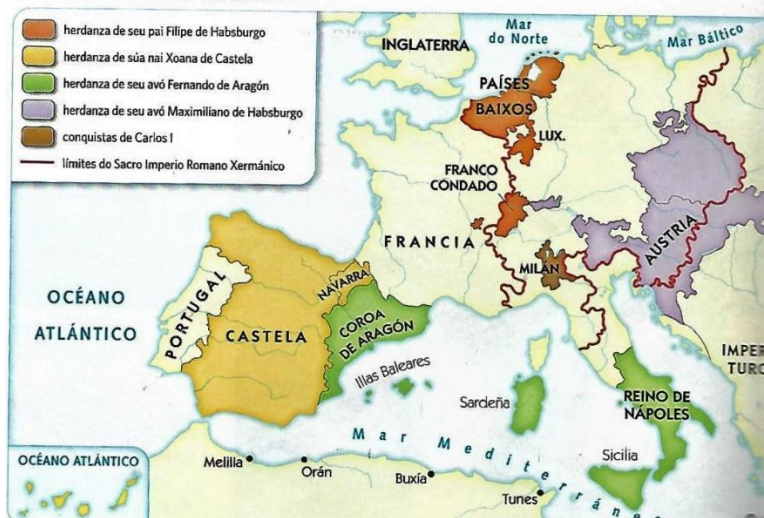 herdanza de seu pai Filipe de Habsburgo
herdanza de súa nai Xoana de Castela
herdanza de seu avó Fernando de Aragón
herdanza de seu avó Maximiliano de Habsburgo
conquistas de Carlos I
límites do Sacro Imperio Romano Xermánico
INGLATERRA
Mar
do Norte
Mar Báltico
PAÍSES
BAIXOS
LUX.
FRANCO
CONDADO
FRANCIA
AUSTRIA
MILÁN
OCÉANO
ATLÁNTICO
PORTUGAL
CASTELA
NAVARRA
COROA
DE ARAGÓN
Illas Baleares
Sardeña
REINO DE
NÁPOLES
IMPER
TURC
Sicilia
Mar Mediterráne
OCÉANO ATLÁNTICO
Melilla
Orán
Buxía
Tunes